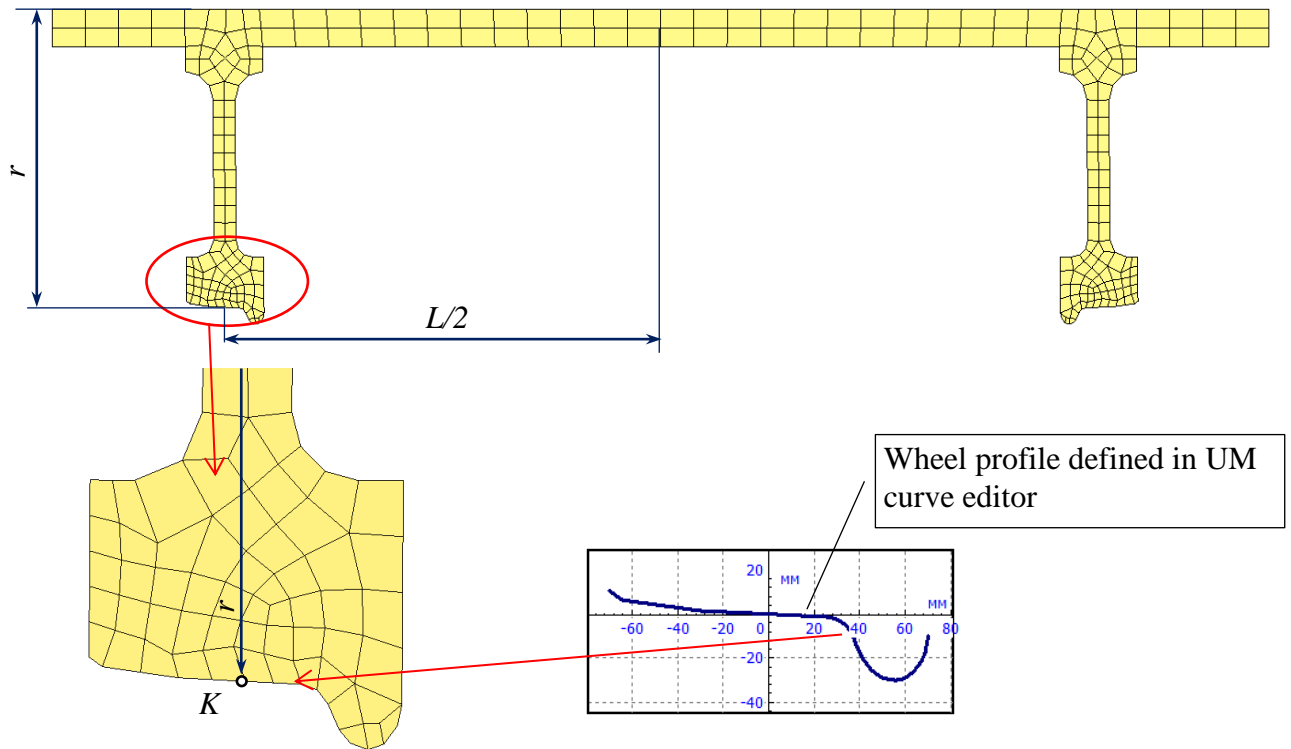 r
L/2
Wheel profile defined in UM
curve editor
r
K
20
мм
мм
-60 -40 -20 0 20 40 60 80
-20
-40